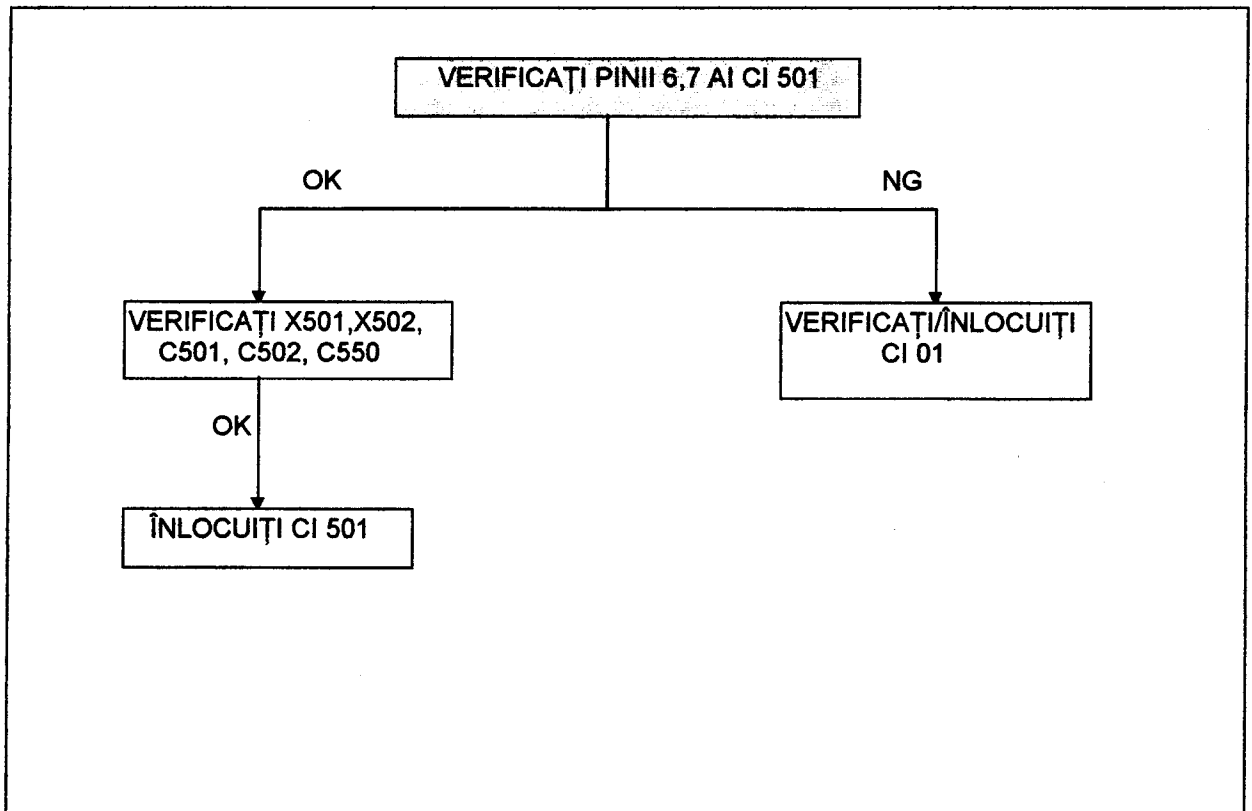 VERIFICAȚI PINII 6,7 AI CI 501
OK
NG
VERIFICAȚI X501,X502,
C501, C502, C550
VERIFICAȚI/ÎNLOCUIȚI
CI 01
OK
ÎNLOCUIȚI CI 501